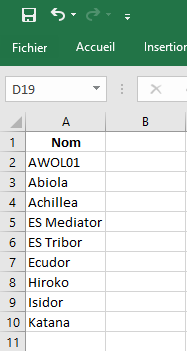 Fichier Accueil Insertion
D19
A B
1 Nom
2 AWOL01
3 Abiola
4 Achillea
5 ES Mediator
6 ES Tribor
7 Ecudor
8 Hiroko
9 Isidor
10 Katana
11